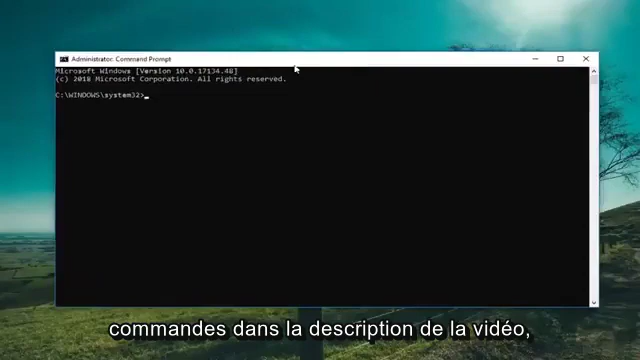 Administrator: Command Prompt
Microsoft Windows [Version 10.0.17134.48]
(c) 2018 Microsoft Corporation. All rights reserved.
C:\WINDOWS\system32>_
commandes dans la description de la vidéo,